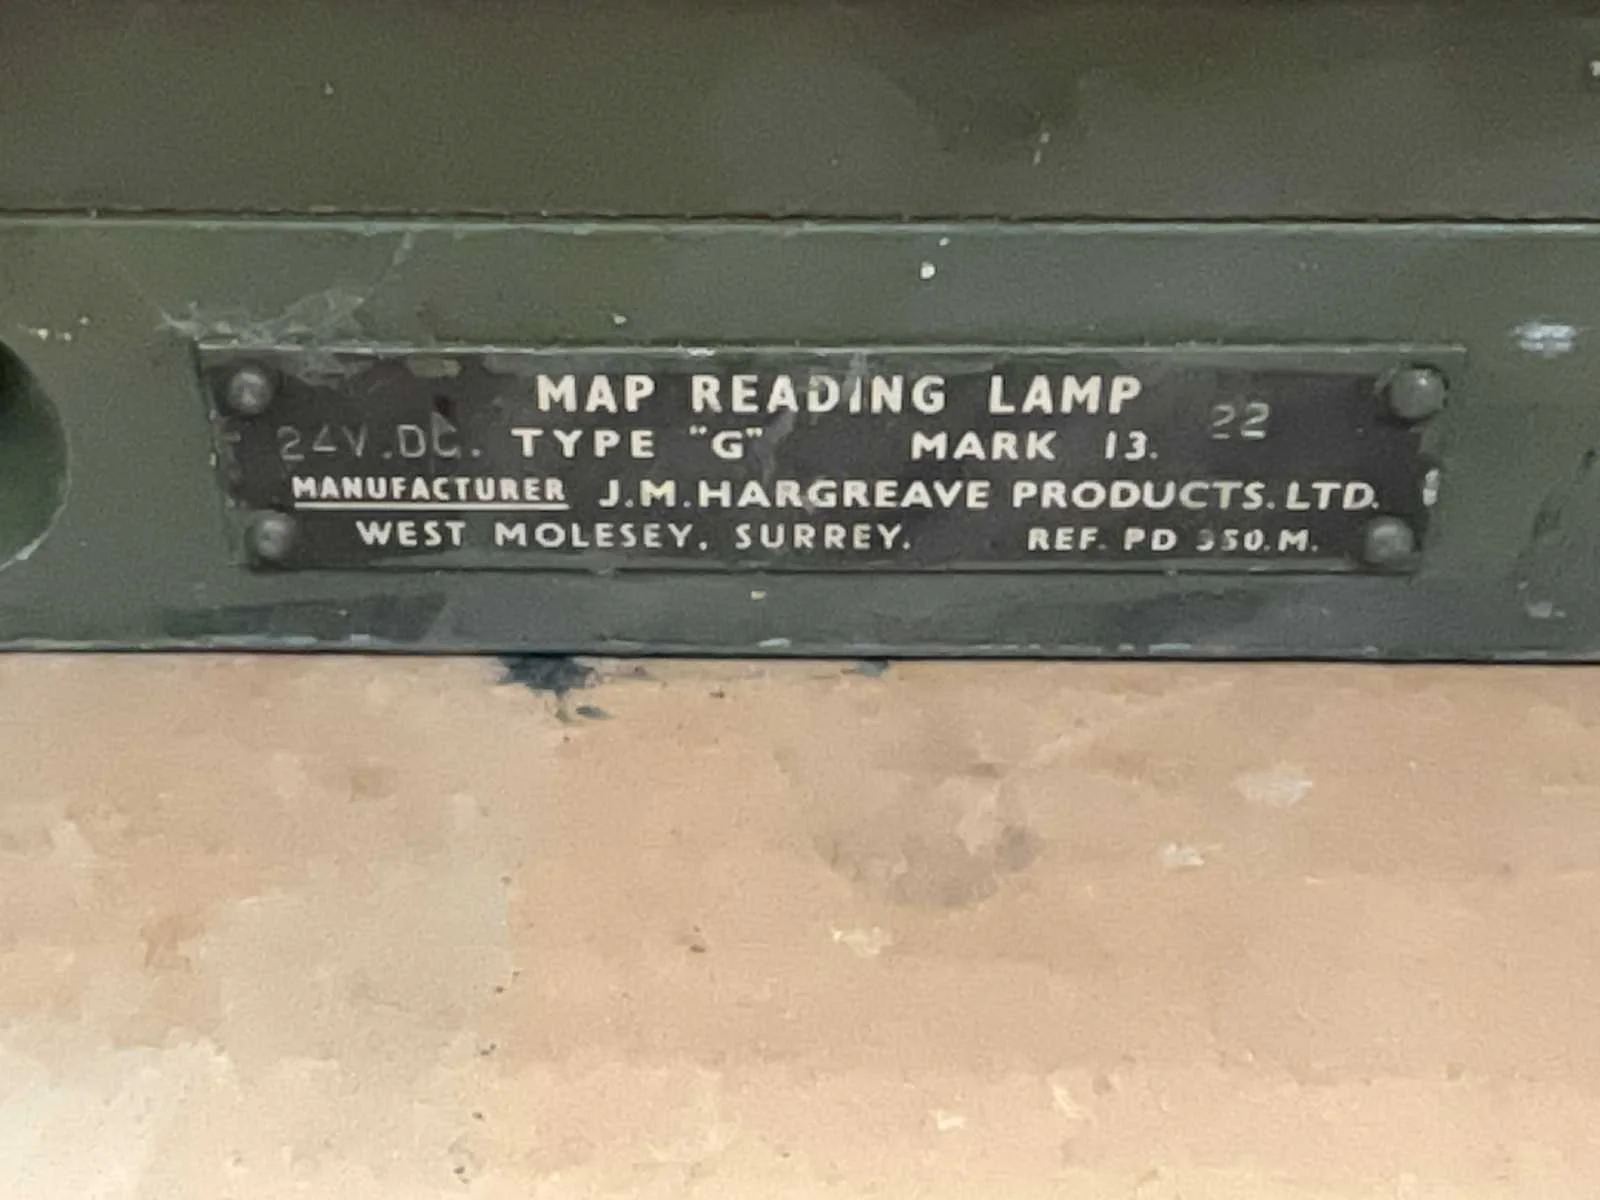 MAP READING LAMP
24V.DC. TYPE "G" MARK 13. 22
MANUFACTURER J.M.HARGREAVE PRODUCTS.LTD.
WEST MOLESEY. SURREY. REF. PD 350.M.